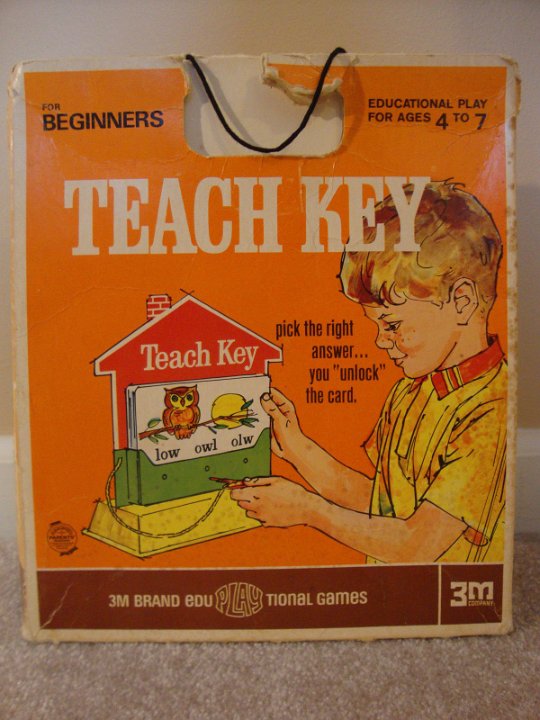 FOR
BEGINNERS
EDUCATIONAL PLAY
FOR AGES 4 TO 7
TEACH KEY
pick the right
answer...
you "unlock"
the card.
Teach Key
low owl olw
PARENTS'
3M BRAND eDU PLAY TIONAL Games
3m
COMPANY